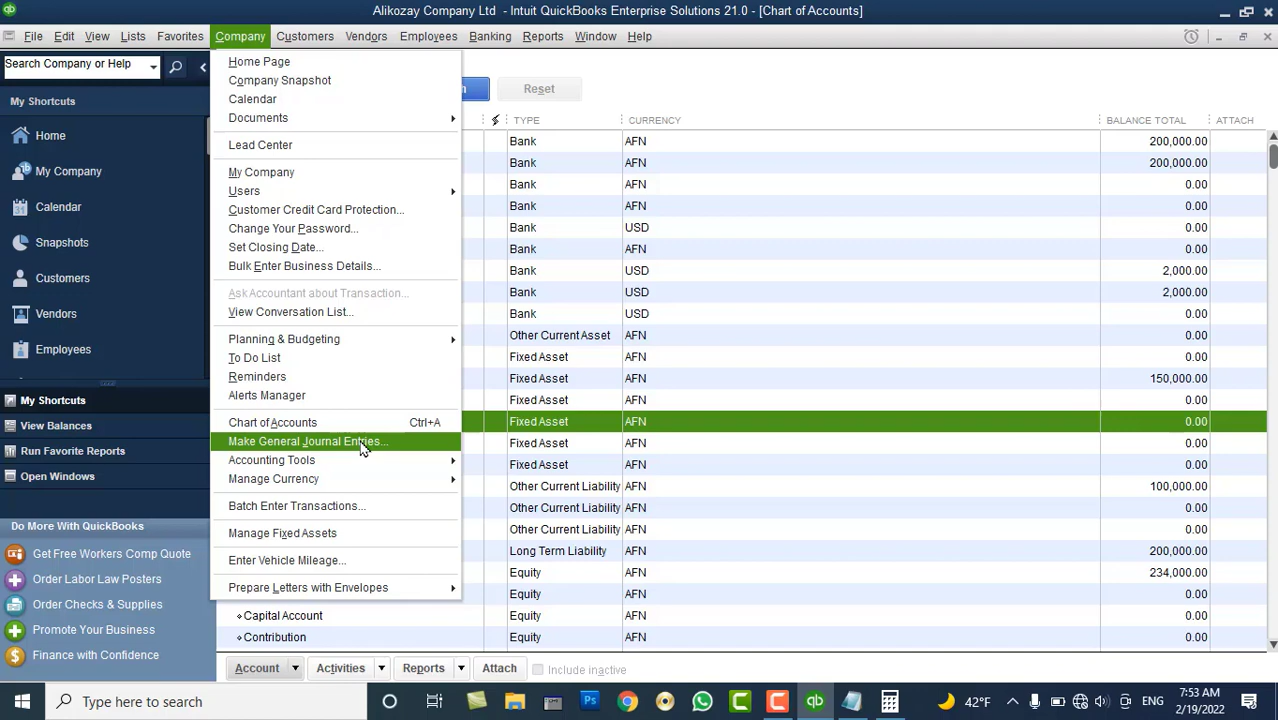 Alikozay Company Ltd - Intuit QuickBooks Enterprise Solutions 21.0 - [Chart of Accounts]
File Edit View Lists Favorites Company Customers Vendors Employees Banking Reports Window Help
Search Company or Help
My Shortcuts
Home
My Company
Calendar
Snapshots
Customers
Vendors
Employees
My Shortcuts
View Balances
Run Favorite Reports
Open Windows
Do More With QuickBooks
Get Free Workers Comp Quote
Order Labor Law Posters
Order Checks & Supplies
Promote Your Business
Finance with Confidence
Home Page
Company Snapshot
Calendar
Documents
Lead Center
My Company
Users
Customer Credit Card Protection...
Change Your Password...
Set Closing Date...
Bulk Enter Business Details...
Ask Accountant about Transaction...
View Conversation List...
Planning & Budgeting
To Do List
Reminders
Alerts Manager
Chart of Accounts Ctrl+A
Make General Journal Entries...
Accounting Tools
Manage Currency
Batch Enter Transactions...
Manage Fixed Assets
Enter Vehicle Mileage...
Prepare Letters with Envelopes
Reset
TYPE CURRENCY BALANCE TOTAL ATTACH
Bank AFN 200,000.00
Bank AFN 200,000.00
Bank AFN 0.00
Bank AFN 0.00
Bank USD 0.00
Bank AFN 0.00
Bank USD 2,000.00
Bank USD 2,000.00
Bank USD 0.00
Other Current Asset AFN 0.00
Fixed Asset AFN 0.00
Fixed Asset AFN 150,000.00
Fixed Asset AFN 0.00
Fixed Asset AFN 0.00
Fixed Asset AFN 0.00
Fixed Asset AFN 0.00
Other Current Liability AFN 100,000.00
Other Current Liability AFN 0.00
Other Current Liability AFN 0.00
Long Term Liability AFN 200,000.00
Equity AFN 234,000.00
Equity AFN 0.00
Capital Account Equity AFN 0.00
Contribution Equity AFN 0.00
Account Activities Reports Attach Include inactive
Type here to search
42°F ENG 7:53 AM
2/19/2022